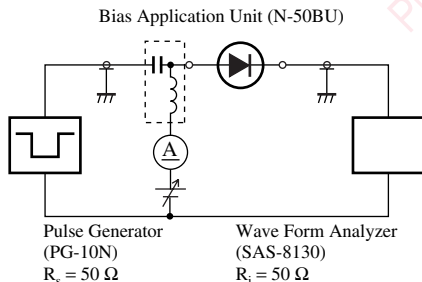 Bias Application Unit (N-50BU)
A
Pulse Generator
(PG-10N)
Rs = 50 Ω
Wave Form Analyzer
(SAS-8130)
Ri = 50 Ω